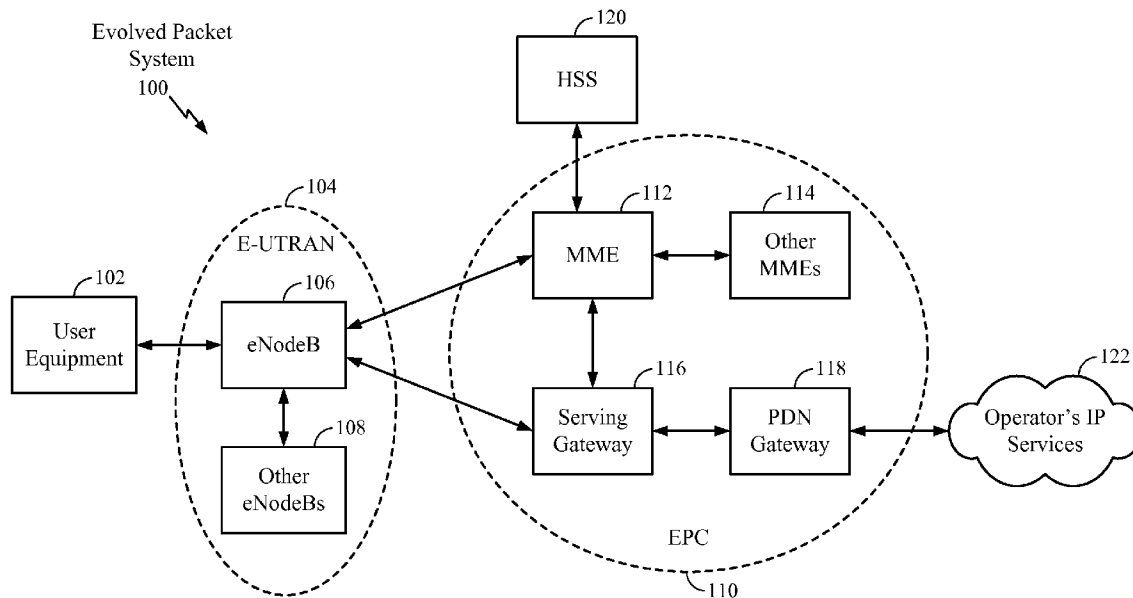 Evolved Packet
System
100
120
HSS
104
E-UTRAN
112
MME
114
Other
MMEs
102
User
Equipment
106
eNodeB
108
Other
eNodeBs
116
Serving
Gateway
118
PDN
Gateway
122
Operator's IP
Services
EPC
110